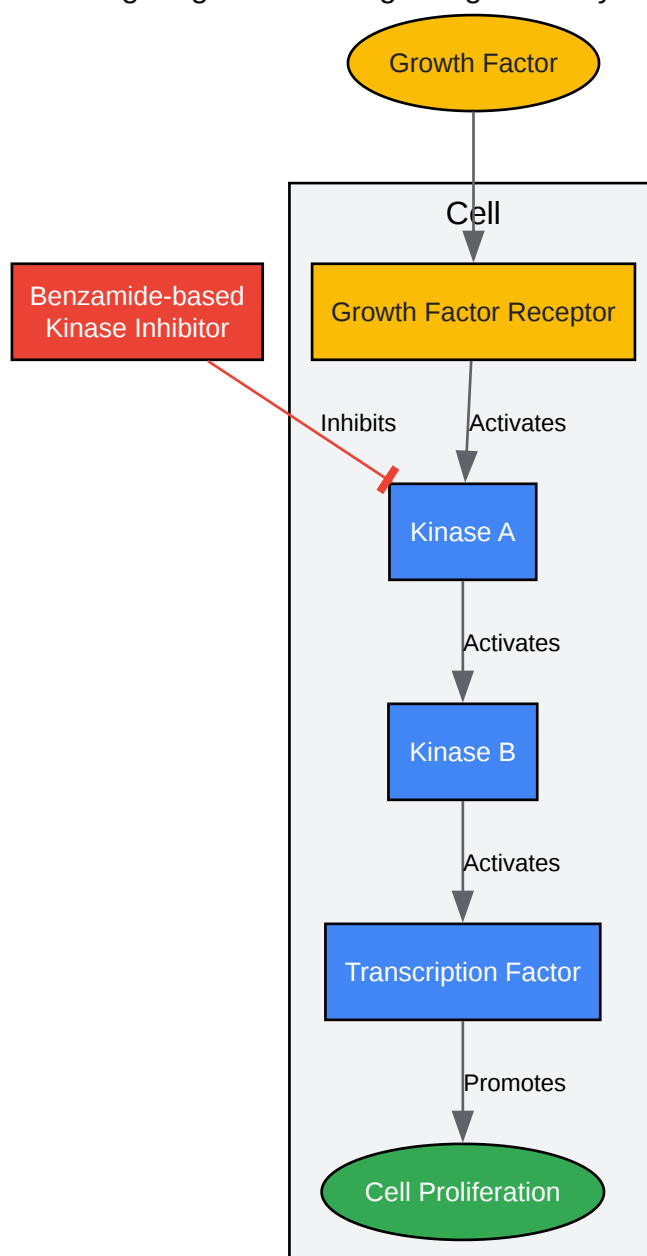 Growth Factor
Cell
Benzamide-based
Kinase Inhibitor
Growth Factor Receptor
Inhibits
Activates
Kinase A
Activates
Kinase B
Activates
Transcription Factor
Promotes
Cell Proliferation